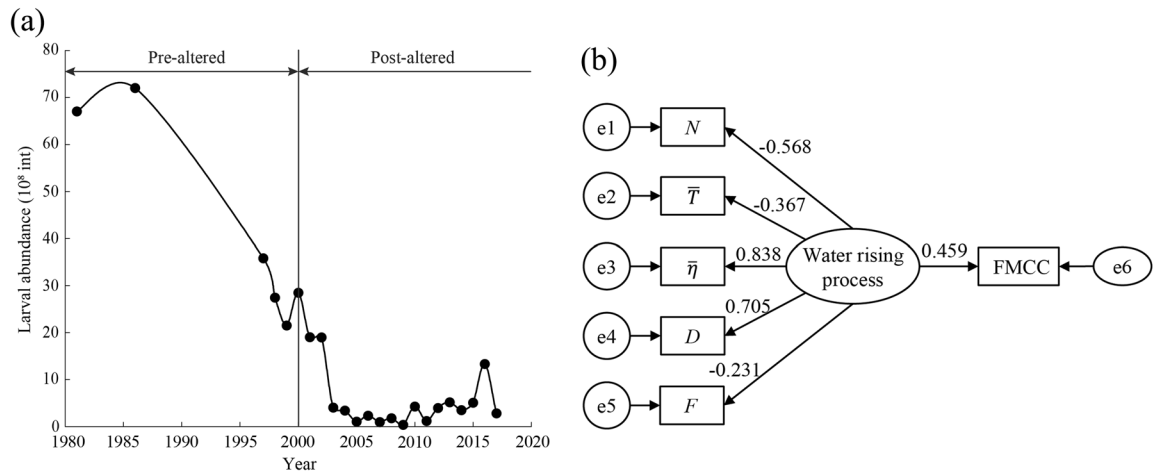 (a)
Pre-altered
Post-altered
Larval abundance (10⁸ int)
80
70
60
50
40
30
20
10
0
1980
1985
1990
1995
2000
2005
2010
2015
2020
Year
(b)
e1
N
-0.568
e2
T̅
-0.367
e3
η̅
0.838
Water rising
process
0.459
FMCC
e6
e4
D
0.705
e5
F
-0.231